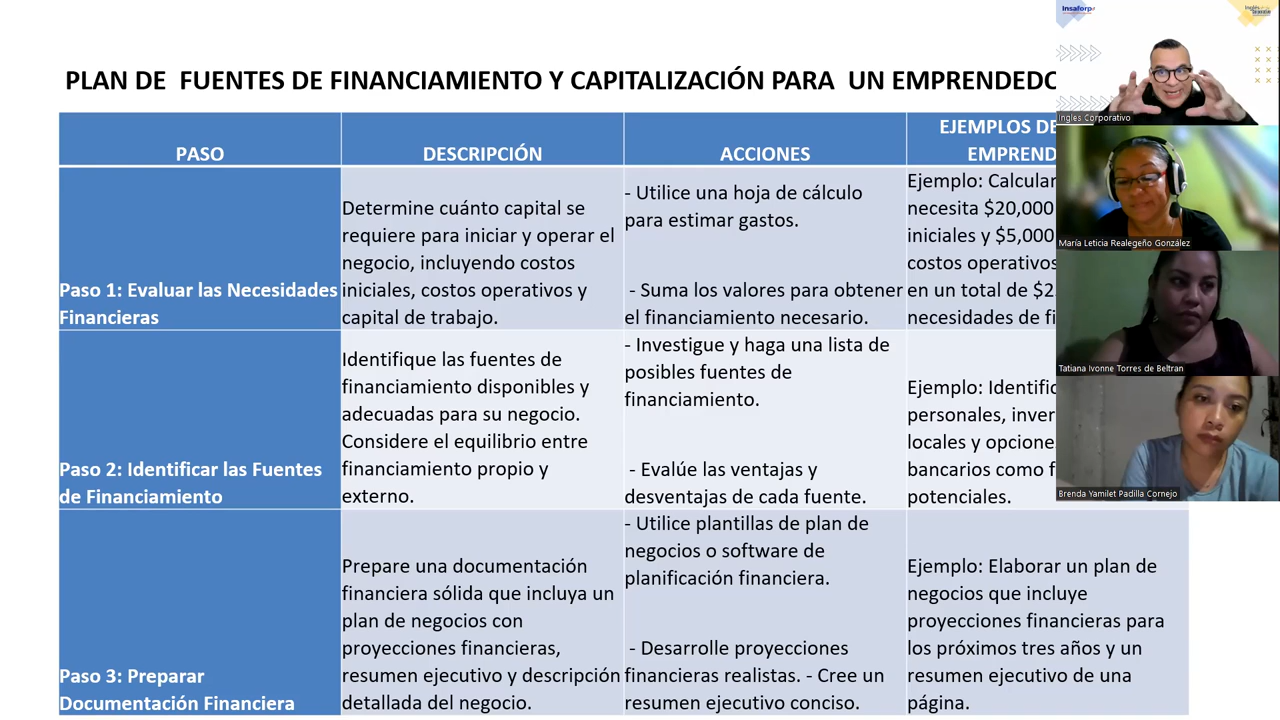 PLAN DE FUENTES DE FINANCIAMIENTO Y CAPITALIZACIÓN PARA UN EMPRENDEDO
PASO
DESCRIPCIÓN
ACCIONES
EJEMPLOS DE
EMPREND
Paso 1: Evaluar las Necesidades
Financieras
Determine cuánto capital se
requiere para iniciar y operar el
negocio, incluyendo costos
iniciales, costos operativos y
capital de trabajo.
- Utilice una hoja de cálculo
para estimar gastos.
- Suma los valores para obtener
el financiamiento necesario.
Ejemplo: Calcular
necesita $20,000
iniciales y $5,000
costos operativos
en un total de $2
necesidades de fi
Paso 2: Identificar las Fuentes
de Financiamiento
Identifique las fuentes de
financiamiento disponibles y
adecuadas para su negocio.
Considere el equilibrio entre
financiamiento propio y
externo.
- Investigue y haga una lista de
posibles fuentes de
financiamiento.
- Evalúe las ventajas y
desventajas de cada fuente.
Ejemplo: Identific
personales, inver
locales y opcione
bancarios como f
potenciales.
Paso 3: Preparar
Documentación Financiera
Prepare una documentación
financiera sólida que incluya un
plan de negocios con
proyecciones financieras,
resumen ejecutivo y descripción
detallada del negocio.
- Utilice plantillas de plan de
negocios o software de
planificación financiera.
- Desarrolle proyecciones
financieras realistas. - Cree un
resumen ejecutivo conciso.
Ejemplo: Elaborar un plan de
negocios que incluye
proyecciones financieras para
los próximos tres años y un
resumen ejecutivo de una
página.
Insaforp
Ingles Corporativo
María Leticia Realegeño González
Tatiana Ivonne Torres de Beltran
Brenda Yamilet Padilla Cornejo